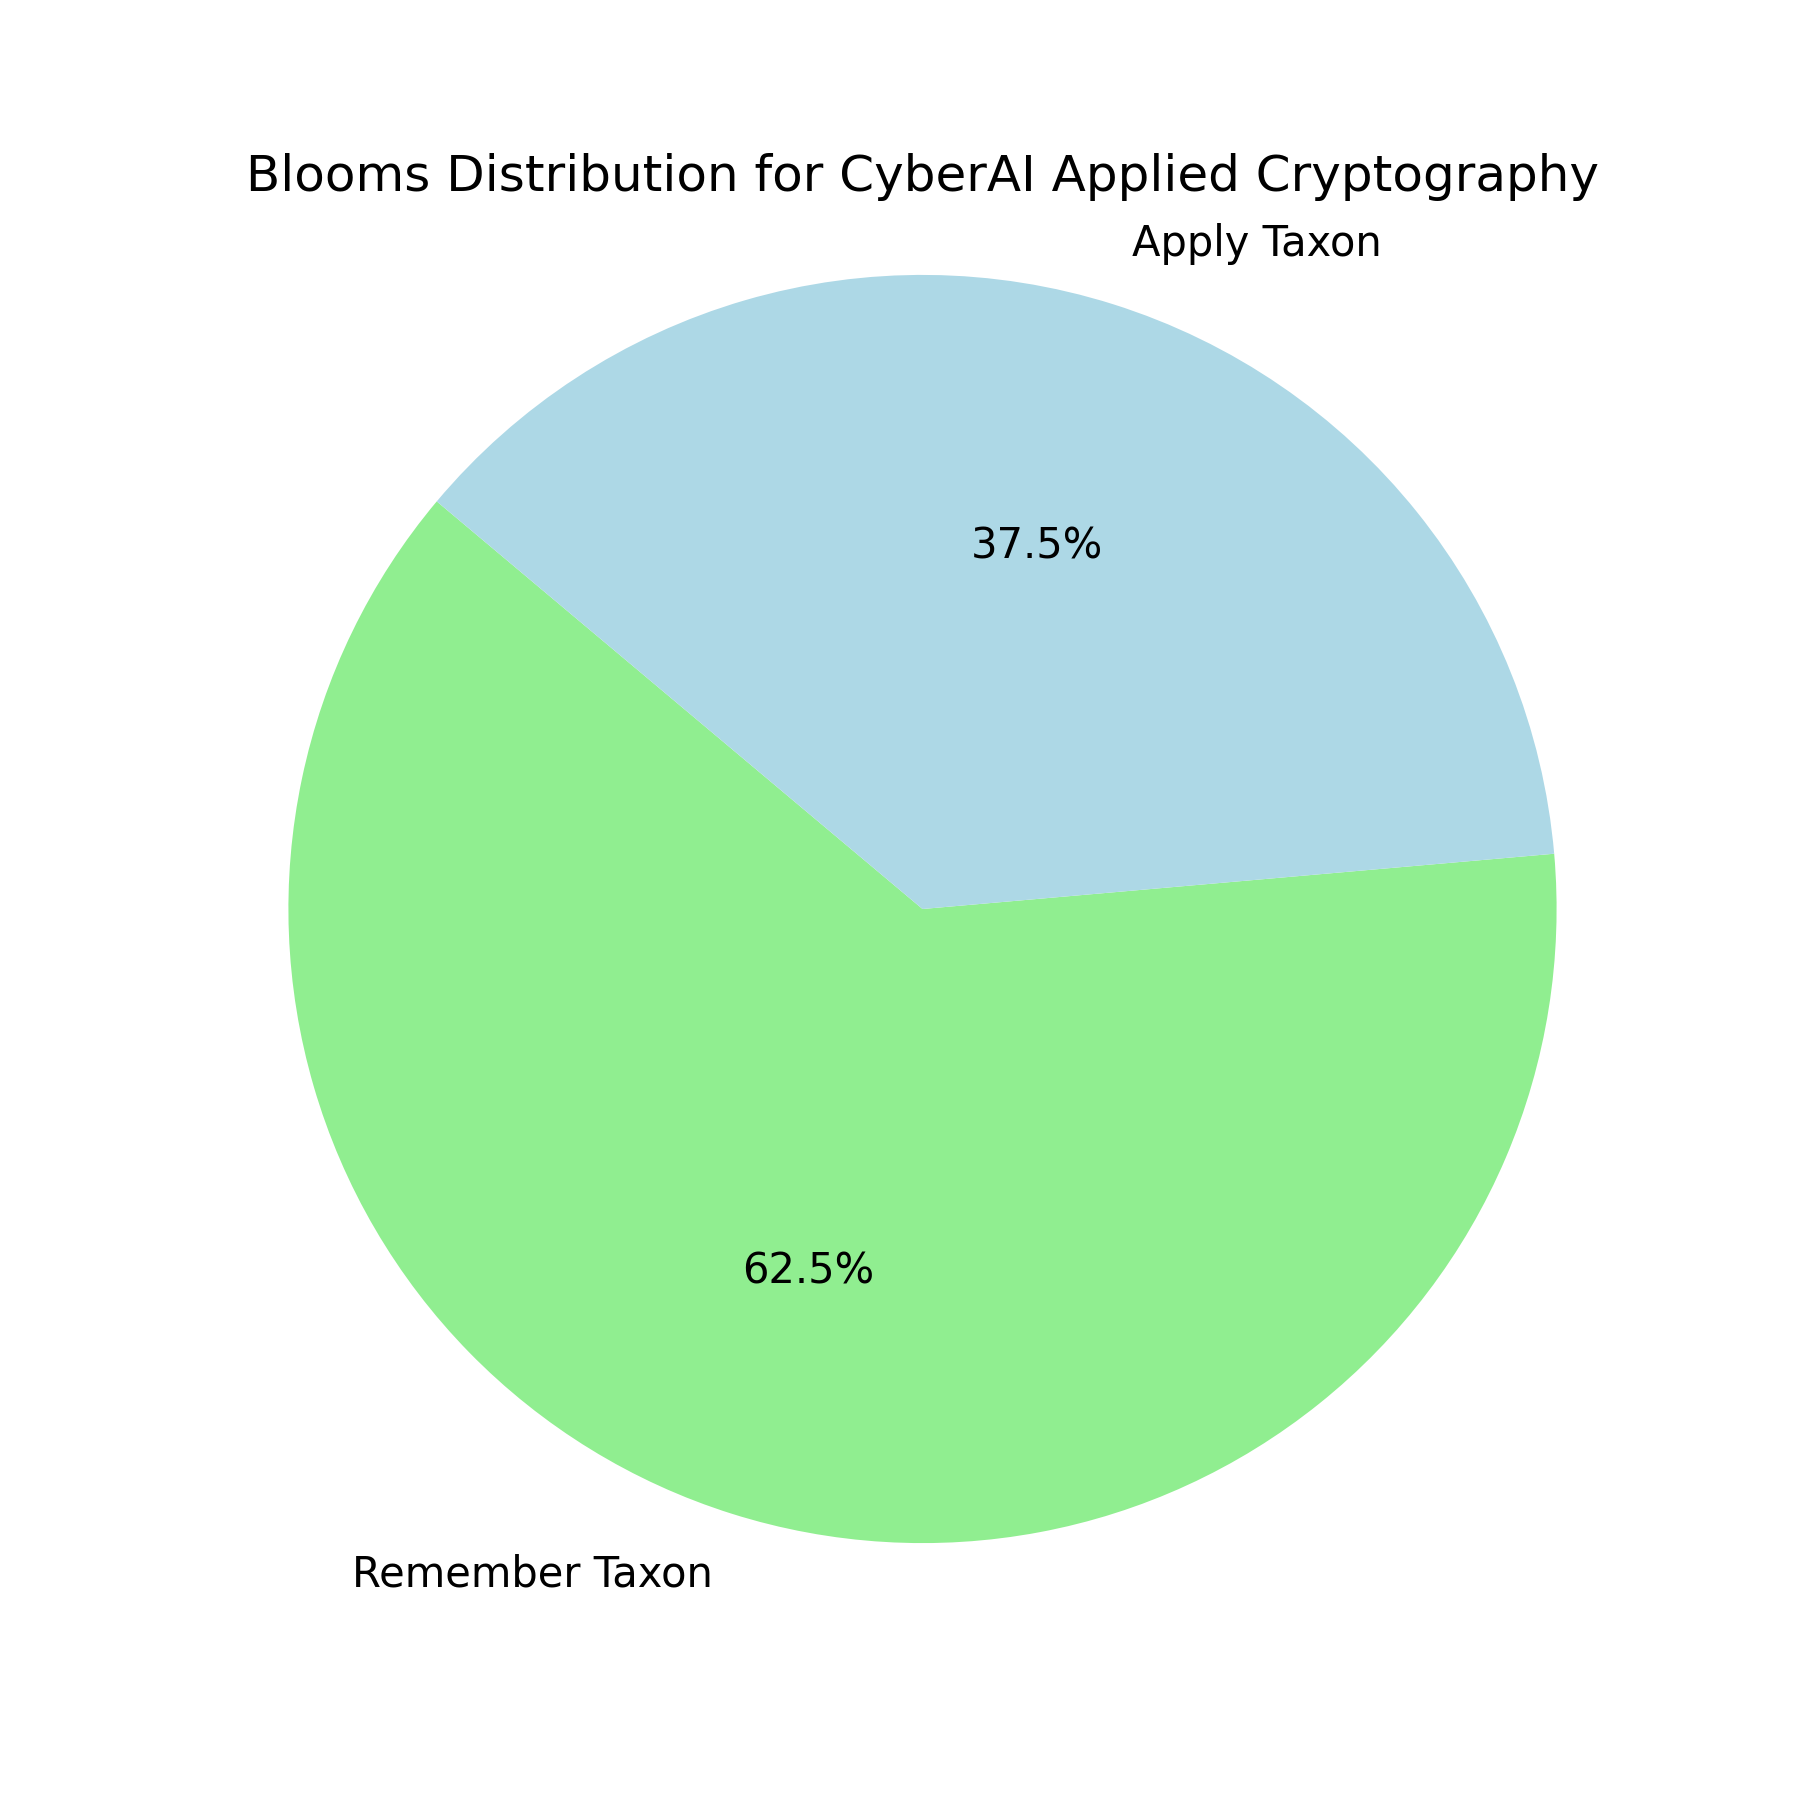 Blooms Distribution for CyberAI Applied Cryptography
Apply Taxon
37.5%
62.5%
Remember Taxon